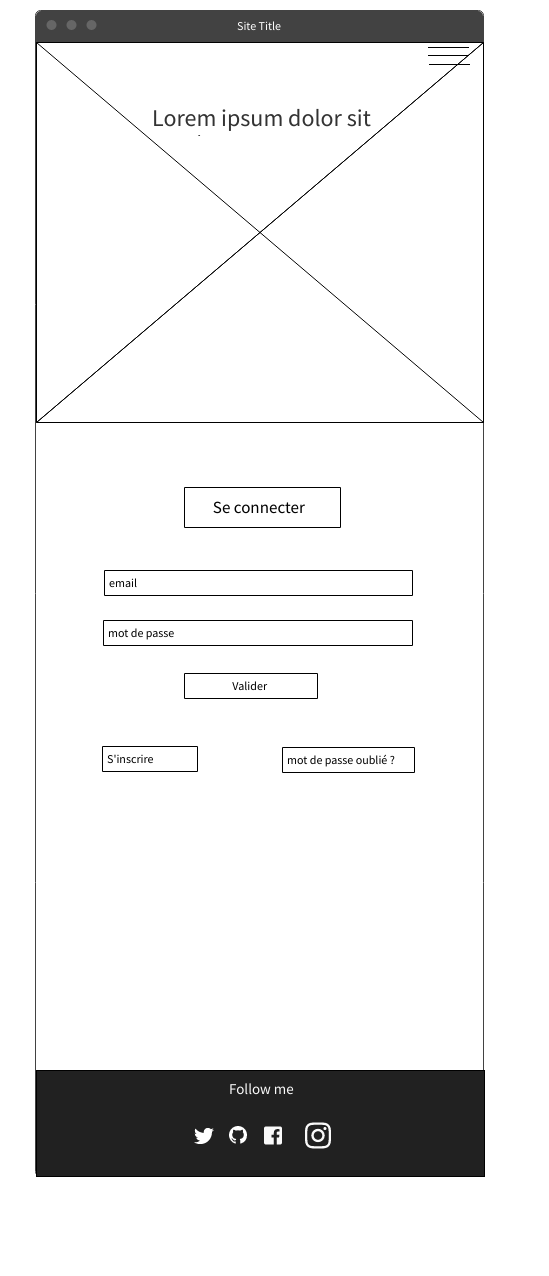 Site Title
Lorem ipsum dolor sit
Se connecter
email
mot de passe
Valider
S'inscrire
mot de passe oublié ?
Follow me